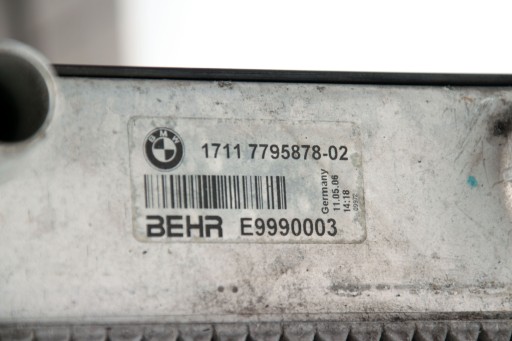 BMW
1711 7795878-02
Germany
11.05.06
14:18
BEHR E9990003